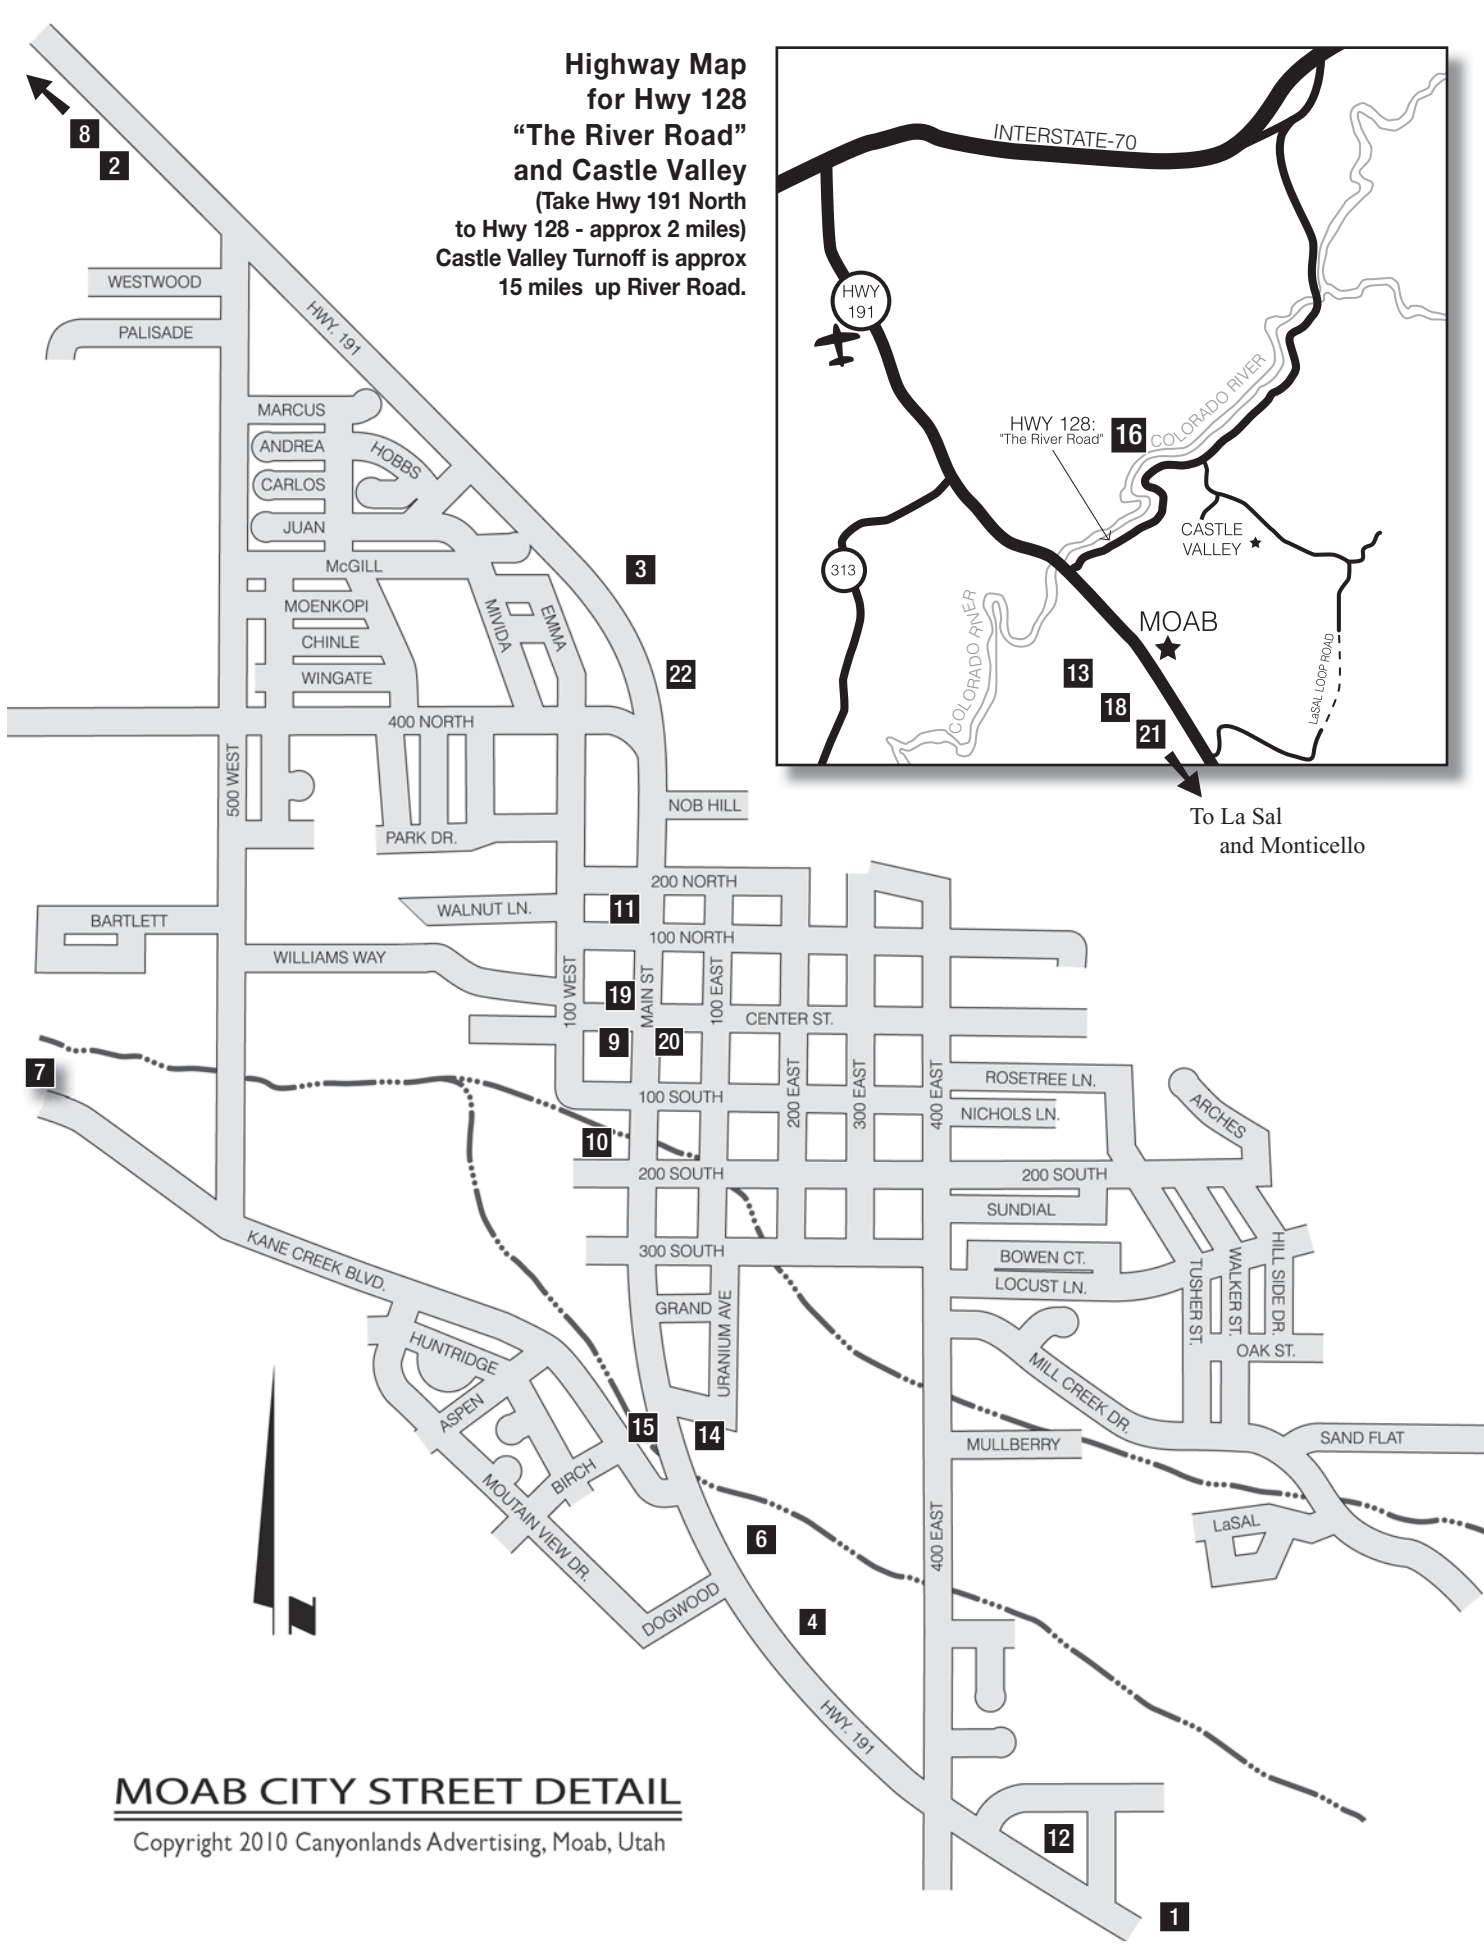 Highway Map
for Hwy 128
“The River Road”
and Castle Valley
(Take Hwy 191 North
to Hwy 128 - approx 2 miles)
Castle Valley Turnoff is approx
15 miles up River Road.
8
2
INTERSTATE-70
HWY
191
HWY 128:
"The River Road"
16
COLORADO RIVER
CASTLE
VALLEY
313
COLORADO RIVER
MOAB
13
18
21
LaSAL LOOP ROAD
To La Sal
and Monticello
WESTWOOD
PALISADE
HWY. 191
MARCUS
ANDREA
HOBBS
CARLOS
JUAN
McGILL
3
MOENKOPI
MIVIDA
EMMA
CHINLE
WINGATE
22
400 NORTH
500 WEST
NOB HILL
PARK DR.
200 NORTH
WALNUT LN.
11
BARTLETT
100 NORTH
WILLIAMS WAY
100 WEST
19
MAIN ST
100 EAST
CENTER ST.
9
20
7
200 EAST
300 EAST
400 EAST
ROSETREE LN.
100 SOUTH
NICHOLS LN.
ARCHES
10
200 SOUTH
200 SOUTH
SUNDIAL
300 SOUTH
KANE CREEK BLVD.
BOWEN CT.
LOCUST LN.
TUSHER ST.
WALKER ST.
HILL SIDE DR.
GRAND
URANIUM AVE
HUNTRIDGE
OAK ST.
MILL CREEK DR.
ASPEN
15
14
MULLBERRY
SAND FLAT
BIRCH
MOUTAIN VIEW DR.
LaSAL
6
400 EAST
DOGWOOD
4
HWY. 191
N
MOAB CITY STREET DETAIL
Copyright 2010 Canyonlands Advertising, Moab, Utah
12
1